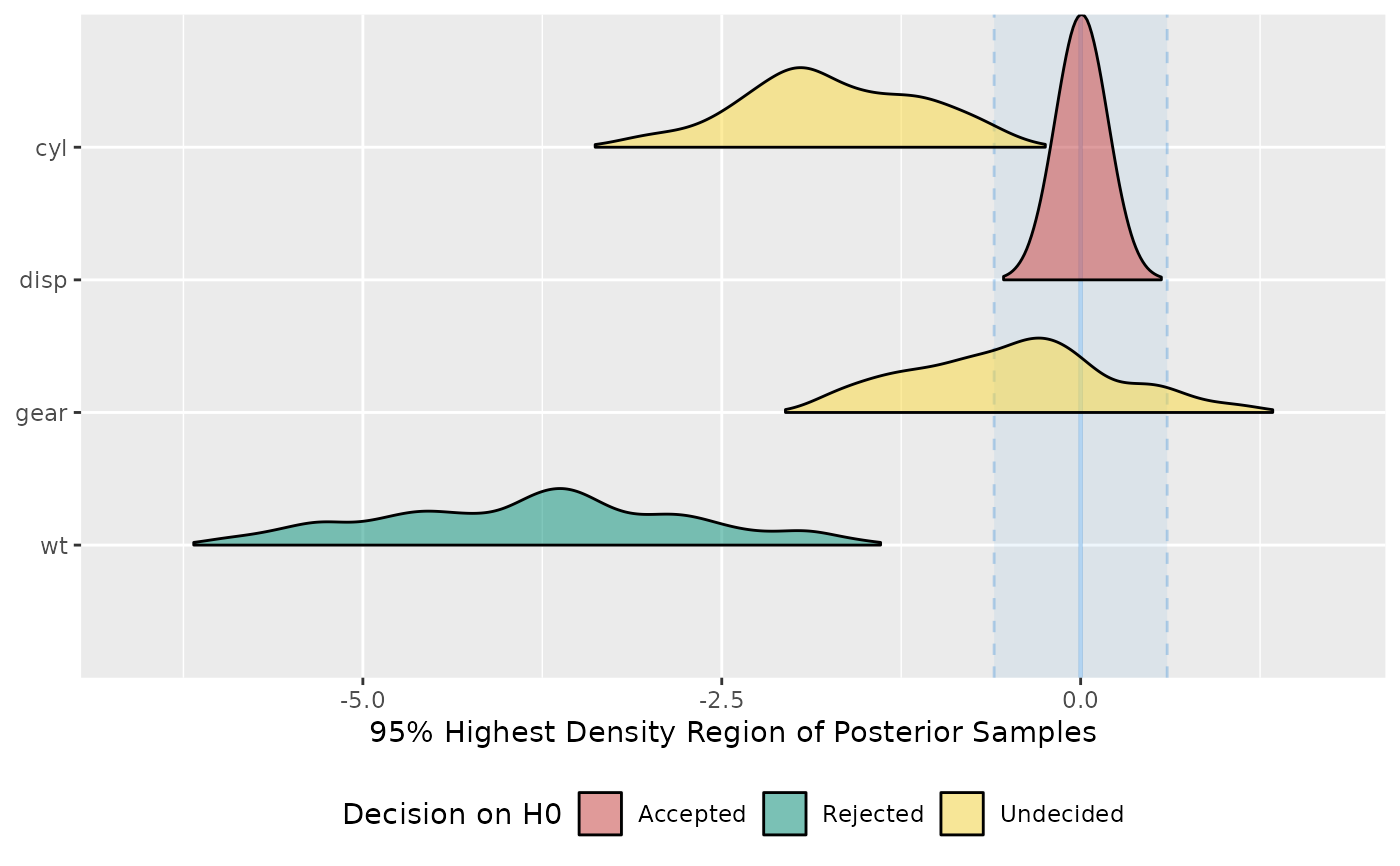 cyl
disp
gear
wt
-5.0 -2.5 0.0
95% Highest Density Region of Posterior Samples
Decision on H0 Accepted Rejected Undecided